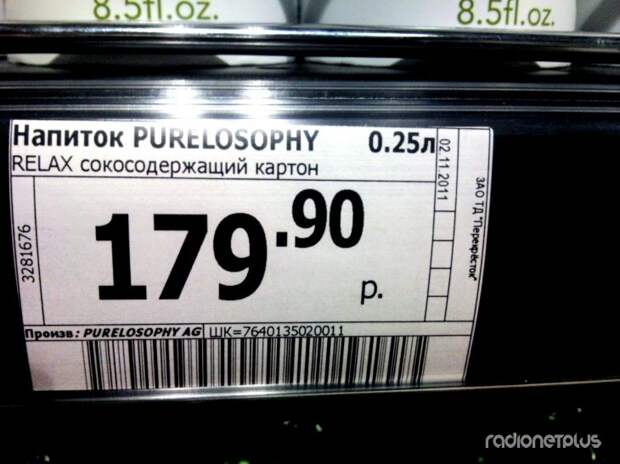 8.5fl.oz. 8.5fl.oz.
Напиток PURELOSOPHY 0.25л
RELAX сокосодержащий картон
179.90
р.
3281676
02.11.2011
ЗАО ТД "Перекрёсток"
Произв: PURELOSOPHY AG ШК=7640135020011
radionetplus